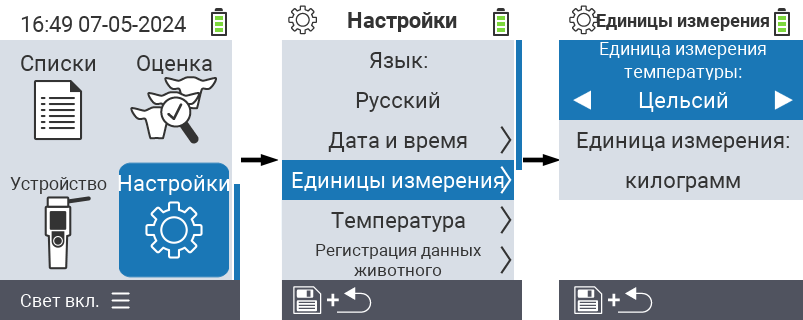 16:49 07-05-2024
Списки
Оценка
Устройство
Настройки
Свет вкл.
Настройки
Язык:
Русский
Дата и время
Единицы измерения
Температура
Регистрация данных
животного
+
Единицы измерения
Единица измерения
температуры:
Цельсий
Единица измерения:
килограмм
+